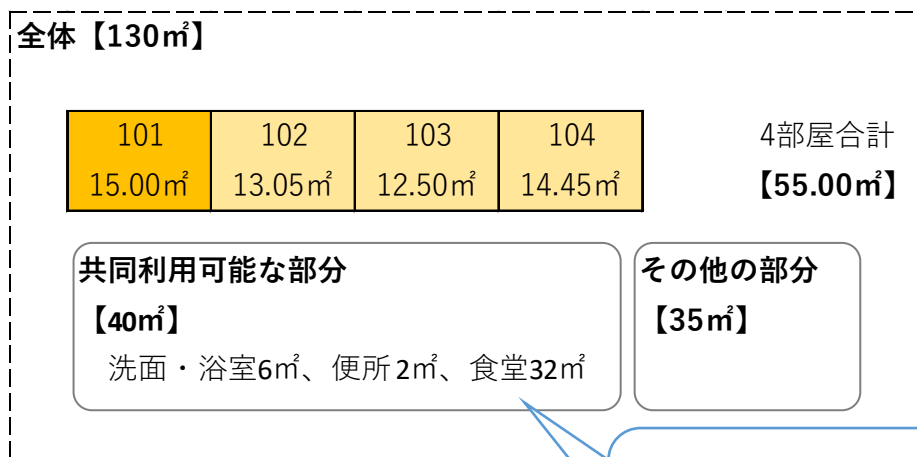 全体【130㎡】
101 102 103 104 4部屋合計
15.00㎡ 13.05㎡ 12.50㎡ 14.45㎡ 【55.00㎡】
共同利用可能な部分
【40㎡】
洗面・浴室6㎡、便所2㎡、食堂32㎡
その他の部分
【35㎡】